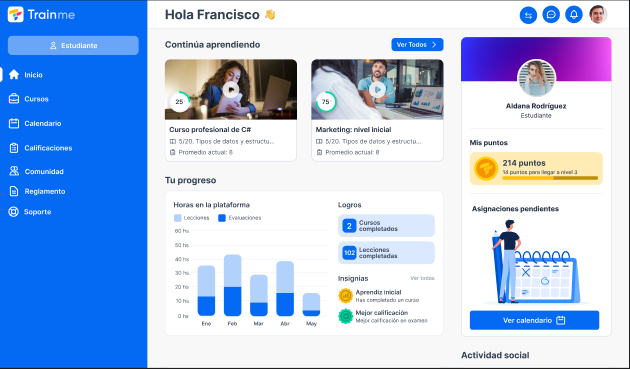 Trainme
Estudiante
Inicio
Cursos
Calendario
Calificaciones
Comunidad
Reglamento
Soporte
Hola Francisco 👋
Continúa aprendiendo
Ver Todos
25
Curso profesional de C#
5/20. Tipos de datos y estructu...
Promedio actual: 8
75
Marketing: nivel inicial
5/20. Tipos de datos y estructu...
Promedio actual: 8
Tu progreso
Horas en la plataforma
Lecciones
Evaluaciones
60 hs
50 hs
40 hs
30 hs
20 hs
10 hs
0 hs
Ene
Feb
Mar
Abr
May
Logros
2
Cursos
completados
102
Lecciones
completadas
Insignias
Ver todas
Aprendiz inicial
Has completado un curso
Mejor calificación
Mejor calificación en examen
Aldana Rodríguez
Estudiante
Mis puntos
214 puntos
14 puntos para llegar a nivel 3
Asignaciones pendientes
Ver calendario
Actividad social